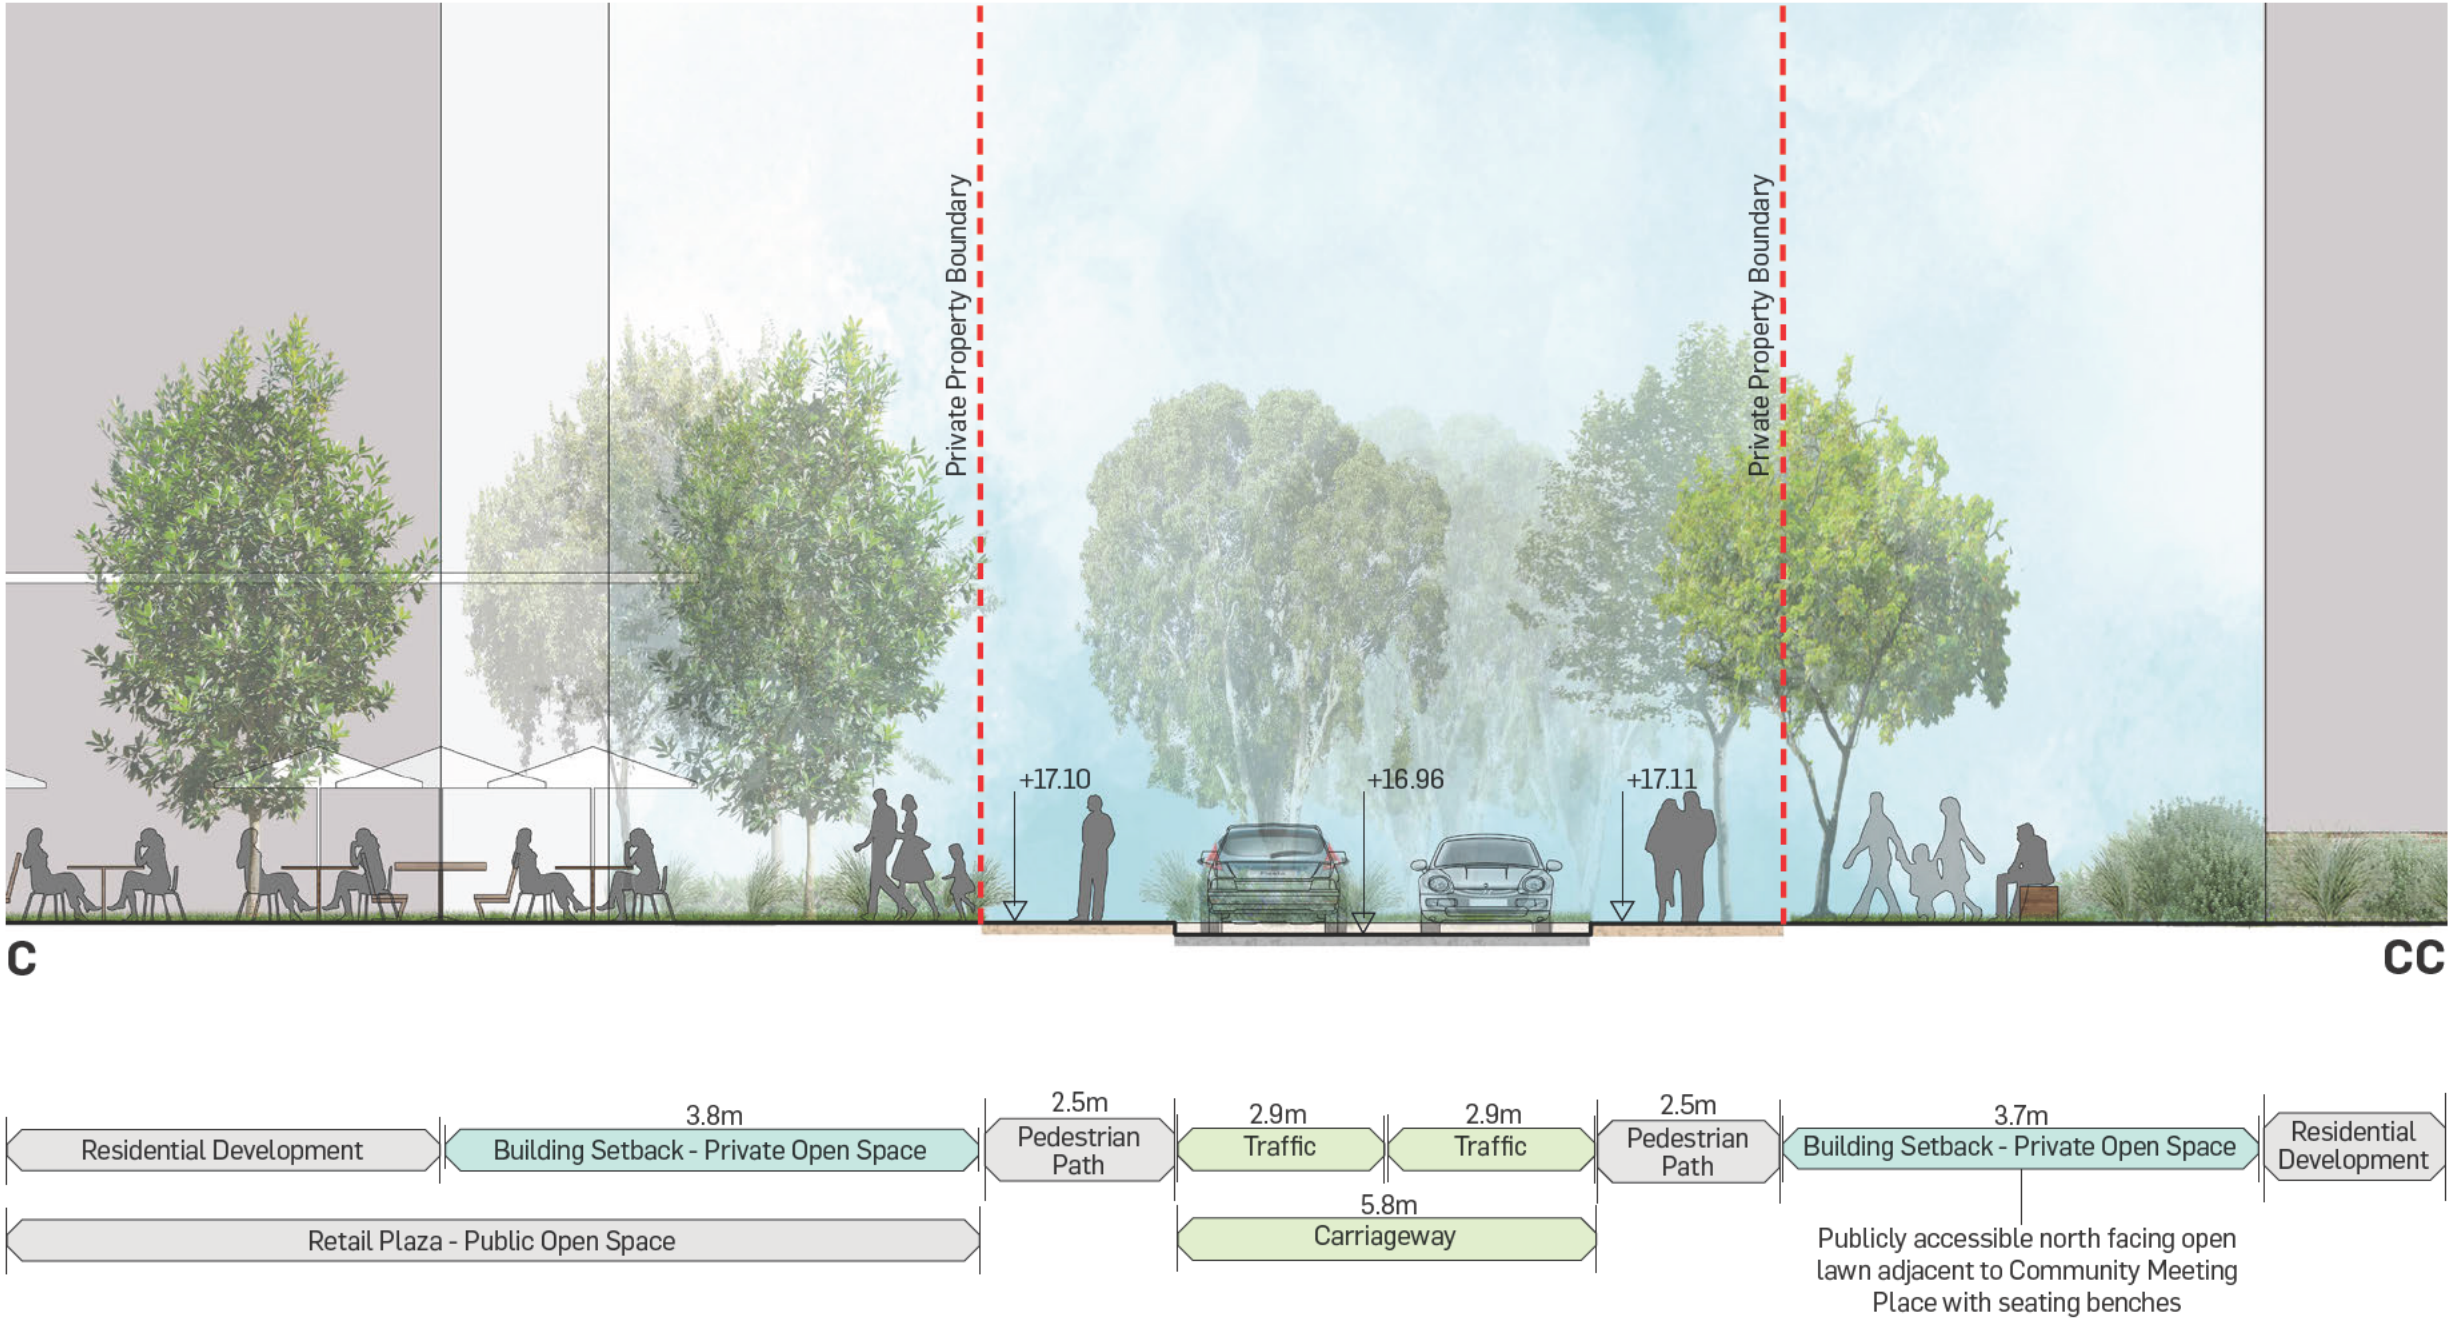 Private Property Boundary
Private Property Boundary
+17.10
+16.96
+17.11
C
CC
3.8m
2.5m
2.9m
2.9m
2.5m
3.7m
Residential Development
Building Setback - Private Open Space
Pedestrian
Path
Traffic
Traffic
Pedestrian
Path
Building Setback - Private Open Space
Residential
Development
5.8m
Retail Plaza - Public Open Space
Carriageway
Publicly accessible north facing open
lawn adjacent to Community Meeting
Place with seating benches